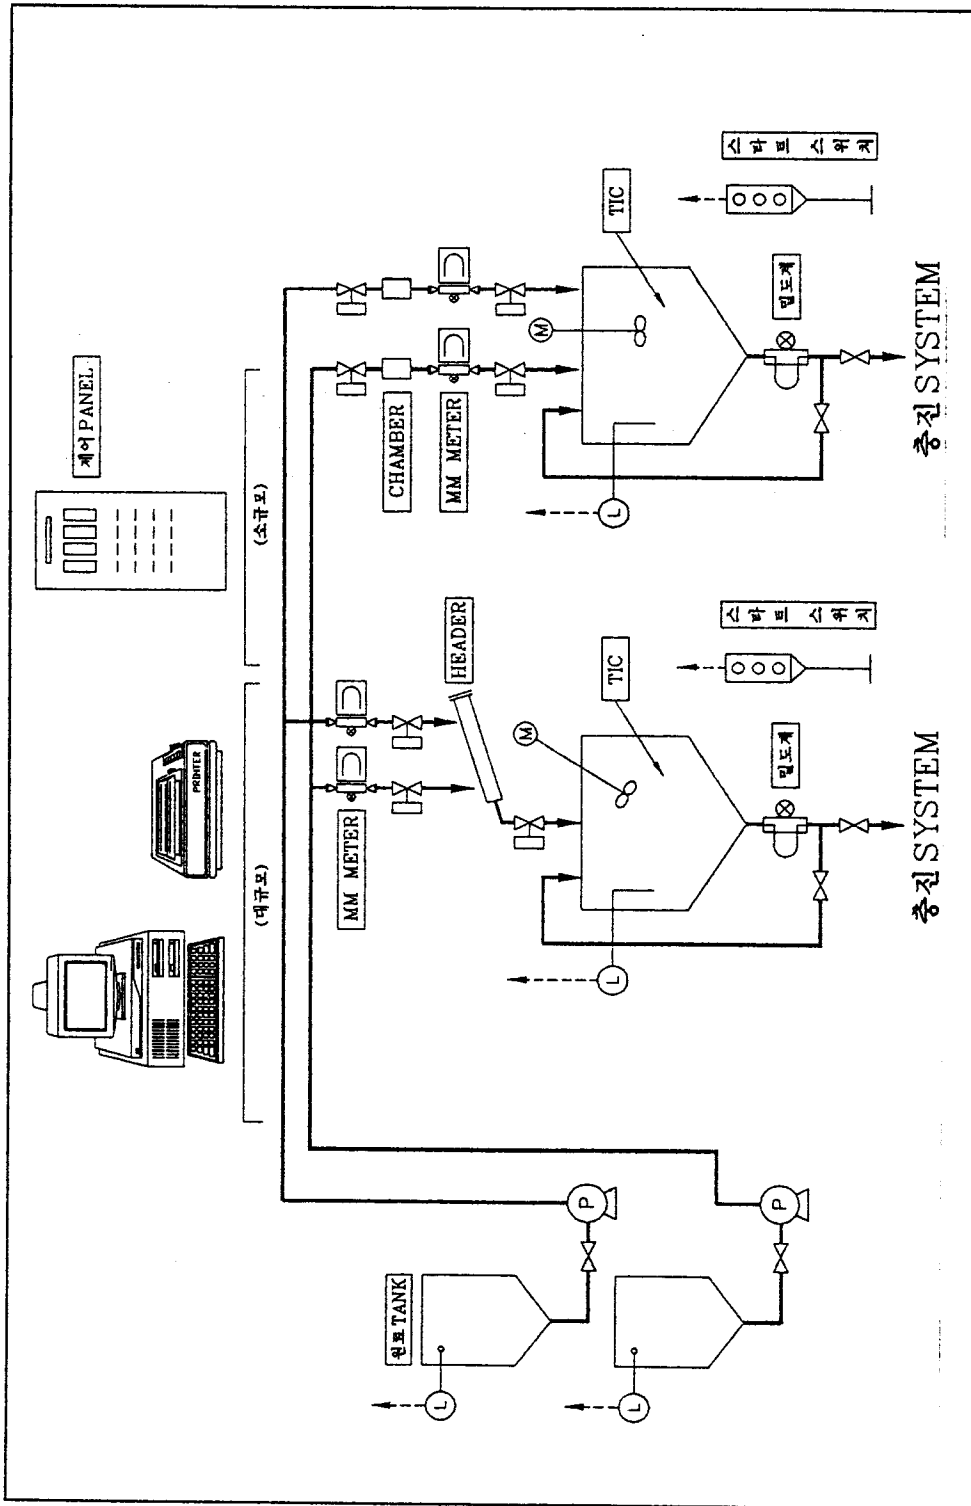 제어 PANEL
PRINTER
(대규모)
(소규모)
MM METER
원료 TANK
CHAMBER
L
MM METER
HEADER
M
M
P
L
L
TIC
TIC
L
스타트 스위치
스타트 스위치
P
밀도계
밀도계
충진 SYSTEM
충진 SYSTEM